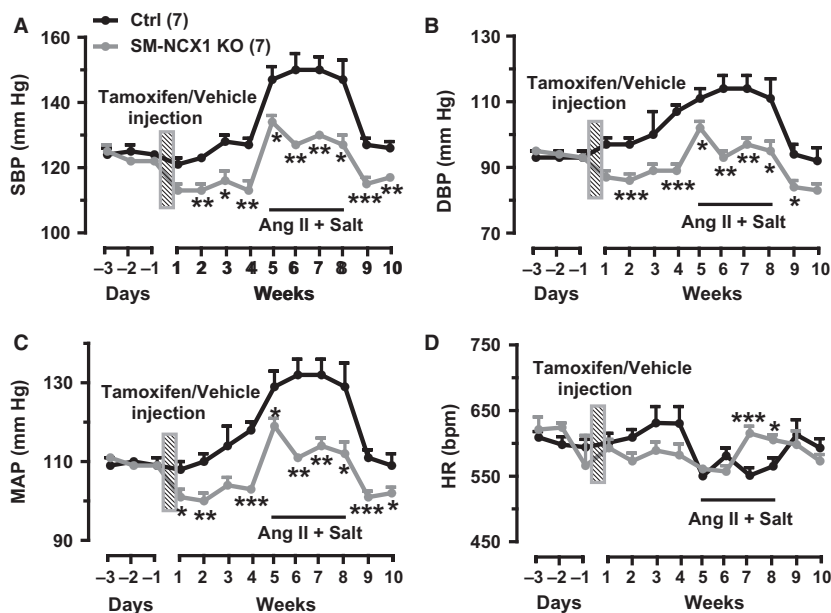 A
Ctrl (7)
SM-NCX1 KO (7)
160
140
120
100
80
SBP (mm Hg)
Tamoxifen/Vehicle
injection
* ** * ** * ** ** * *** **
Ang II + Salt
–3 –2 –1 1 2 3 4 5 6 7 8 9 10
Days Weeks
B
130
110
90
70
DBP (mm Hg)
Tamoxifen/Vehicle
injection
*** *** * ** ** * *
Ang II + Salt
–3 –2 –1 1 2 3 4 5 6 7 8 9 10
Days Weeks
C
130
110
90
MAP (mm Hg)
Tamoxifen/Vehicle
injection
* ** *** * ** ** * *** *
Ang II + Salt
–3 –2 –1 1 2 3 4 5 6 7 8 9 10
Days Weeks
D
750
650
550
450
HR (bpm)
Tamoxifen/Vehicle
injection
*** *
Ang II + Salt
–3 –2 –1 1 2 3 4 5 6 7 8 9 10
Days Weeks